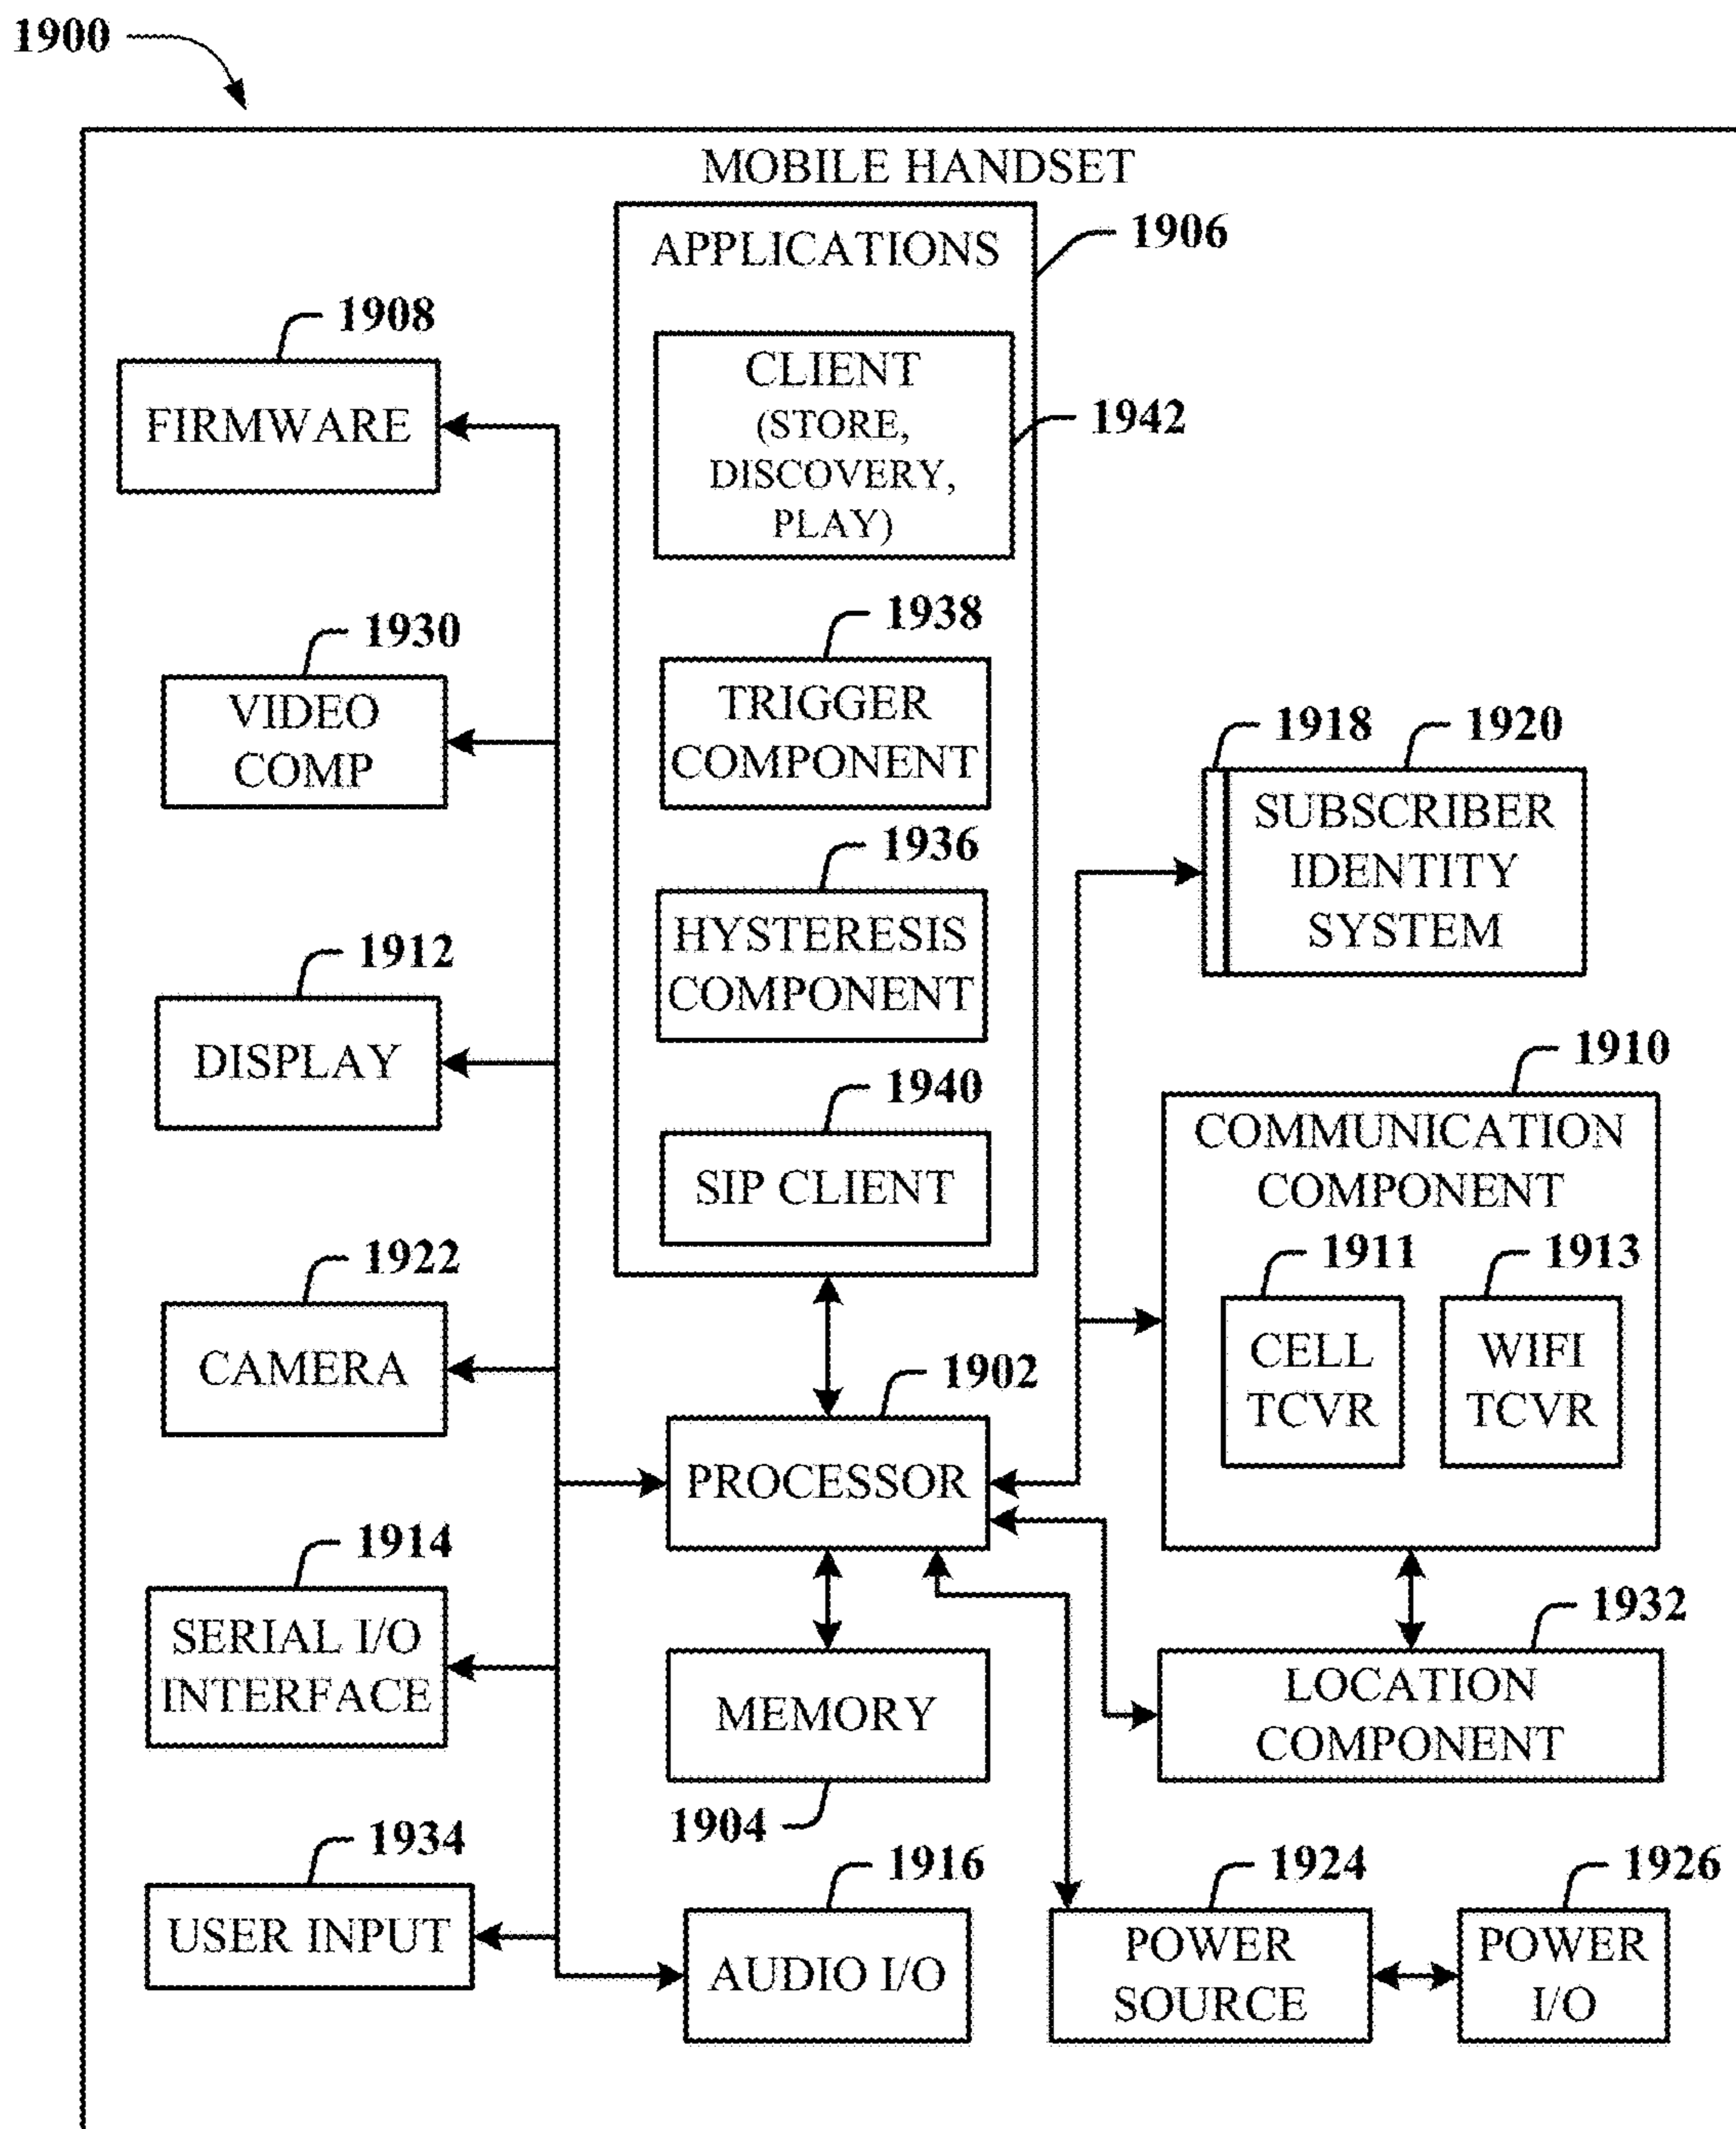 1900
MOBILE HANDSET
APPLICATIONS
1906
1908
FIRMWARE
CLIENT
(STORE,
DISCOVERY,
PLAY)
1942
1930
VIDEO
COMP
1938
TRIGGER
COMPONENT
1918
1920
SUBSCRIBER
IDENTITY
SYSTEM
1936
HYSTERESIS
COMPONENT
1912
DISPLAY
1940
SIP CLIENT
1910
COMMUNICATION
COMPONENT
1911
CELL
TCVR
1913
WIFI
TCVR
1922
CAMERA
1902
PROCESSOR
1914
SERIAL I/O
INTERFACE
MEMORY
1904
1932
LOCATION
COMPONENT
1934
USER INPUT
1916
AUDIO I/O
1924
POWER
SOURCE
1926
POWER
I/O